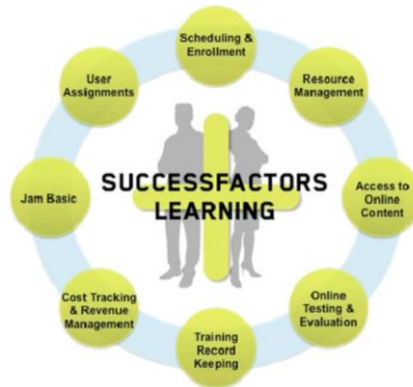 Scheduling &
Enrollment
Resource
Management
Access to
Online
Content
Online
Testing &
Evaluation
Training
Record
Keeping
Cost Tracking
& Revenue
Management
Jam Basic
User
Assignments
SUCCESSFACTORS
LEARNING